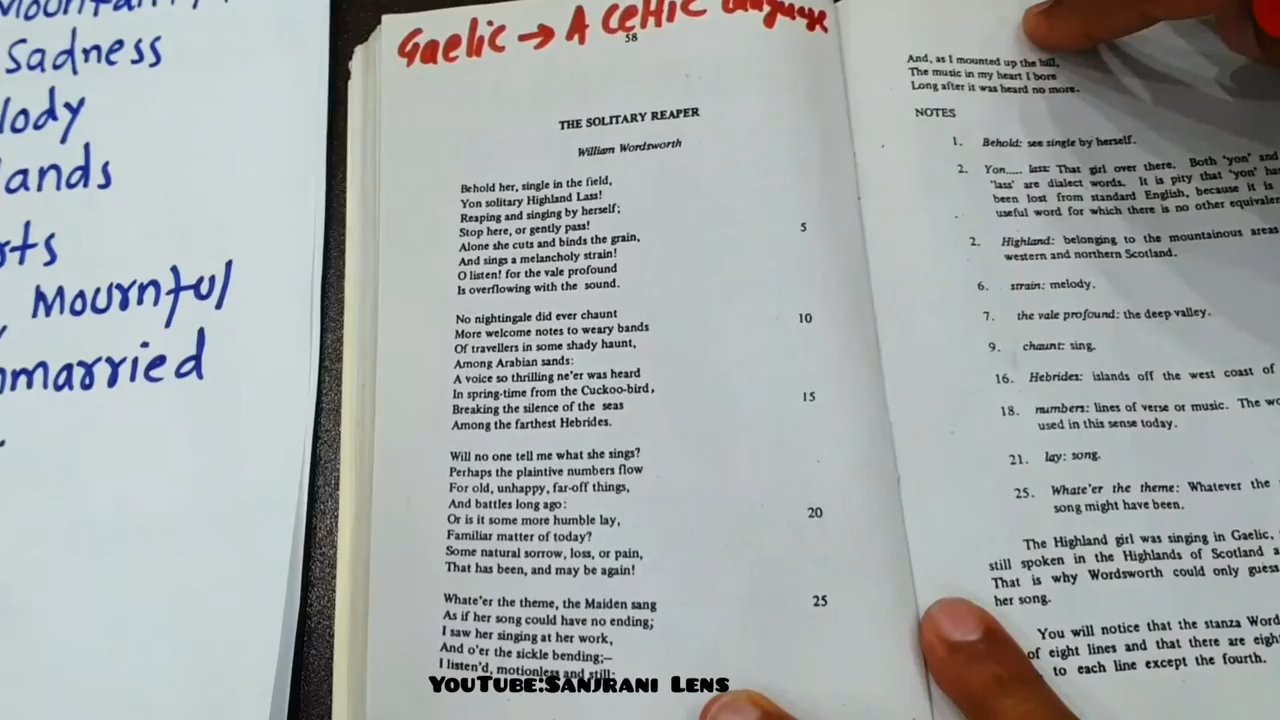 Sadness
lody
ands
rts
Mournful
married
Gaelic → A Celtic Language
58
THE SOLITARY REAPER
William Wordsworth
Behold her, single in the field,
Yon solitary Highland Lass!
Reaping and singing by herself;
Stop here, or gently pass! 5
Alone she cuts and binds the grain,
And sings a melancholy strain!
O listen! for the vale profound
Is overflowing with the sound.
No nightingale did ever chaunt 10
More welcome notes to weary bands
Of travellers in some shady haunt,
Among Arabian sands:
A voice so thrilling ne'er was heard
In spring-time from the Cuckoo-bird, 15
Breaking the silence of the seas
Among the farthest Hebrides.
Will no one tell me what she sings?
Perhaps the plaintive numbers flow
For old, unhappy, far-off things,
And battles long ago: 20
Or is it some more humble lay,
Familiar matter of today?
Some natural sorrow, loss, or pain,
That has been, and may be again!
Whate'er the theme, the Maiden sang 25
As if her song could have no ending;
I saw her singing at her work,
And o'er the sickle bending;–
I listen'd, motionless and still;
And, as I mounted up the hill,
The music in my heart I bore
Long after it was heard no more.
NOTES
1. Behold: see single by herself.
2. Yon..... lass: That girl over there. Both 'yon' and
'lass' are dialect words. It is pity that 'yon' has
been lost from standard English, because it is
useful word for which there is no other equivalen
2. Highland: belonging to the mountainous areas
western and northern Scotland.
6. strain: melody.
7. the vale profound: the deep valley.
9. chaunt: sing.
16. Hebrides: islands off the west coast of
18. numbers: lines of verse or music. The wo
used in this sense today.
21. lay: song.
25. Whate'er the theme: Whatever the
song might have been.
The Highland girl was singing in Gaelic,
still spoken in the Highlands of Scotland a
That is why Wordsworth could only guess
her song.
You will notice that the stanza Word
of eight lines and that there are eigh
to each line except the fourth.
YouTube:Sanjrani Lens